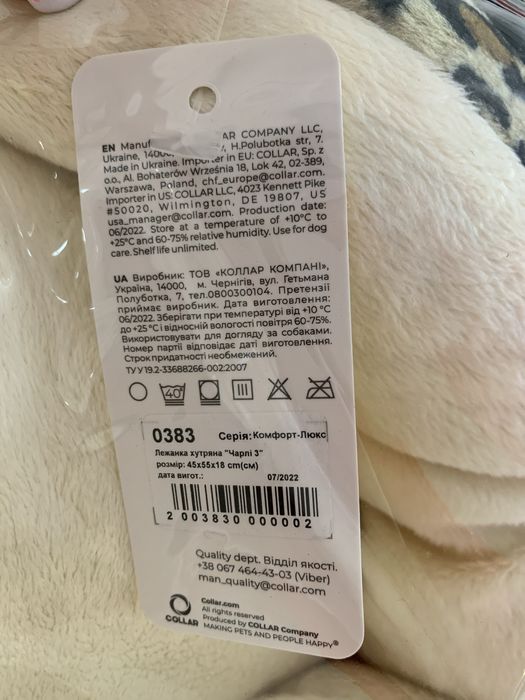 EN Manuf AR COMPANY LLC,
Ukraine, 14000, H.Polubotka str, 7.
Made in Ukraine. Importer in EU: COLLAR, Sp. z
o.o., Al. Bohaterów Września 18, Lok 42, 02-389,
Warszawa, Poland, chf_europe@collar.com.
Importer in US: COLLAR LLC, 4023 Kennett Pike
#50020, Wilmington, DE 19807, US
usa_manager@collar.com. Production date:
06/2022. Store at a temperature of +10°C to
+25°C and 60-75% relative humidity. Use for dog
care. Shelf life unlimited.
UA Виробник: ТОВ «КОЛЛАР КОМПАНІ»,
Україна, 14000, м. Чернігів, вул. Гетьмана
Полуботка, 7, тел.0800300104. Претензії
приймає виробник. Дата виготовлення:
06/2022. Зберігати при температурі від +10 °С
до +25 °С і відносній вологості повітря 60-75%.
Використовувати для догляду за собаками.
Номер партії відповідає даті виготовлення.
Строк придатності необмежений.
ТУ У 19.2-33688266-002:2007
40°
0383 Серія: Комфорт-Люкс
Лежанка хутряна "Чарлі 3"
розмір: 45x55x18 cm(см)
дата вигот.: 07/2022
2 003830 000002
Quality dept. Відділ якості.
+38 067 464-43-03 (Viber)
man_quality@collar.com
COLLAR
Collar.com
All rights reserved
Produced by COLLAR Company
MAKING PETS AND PEOPLE HAPPY®